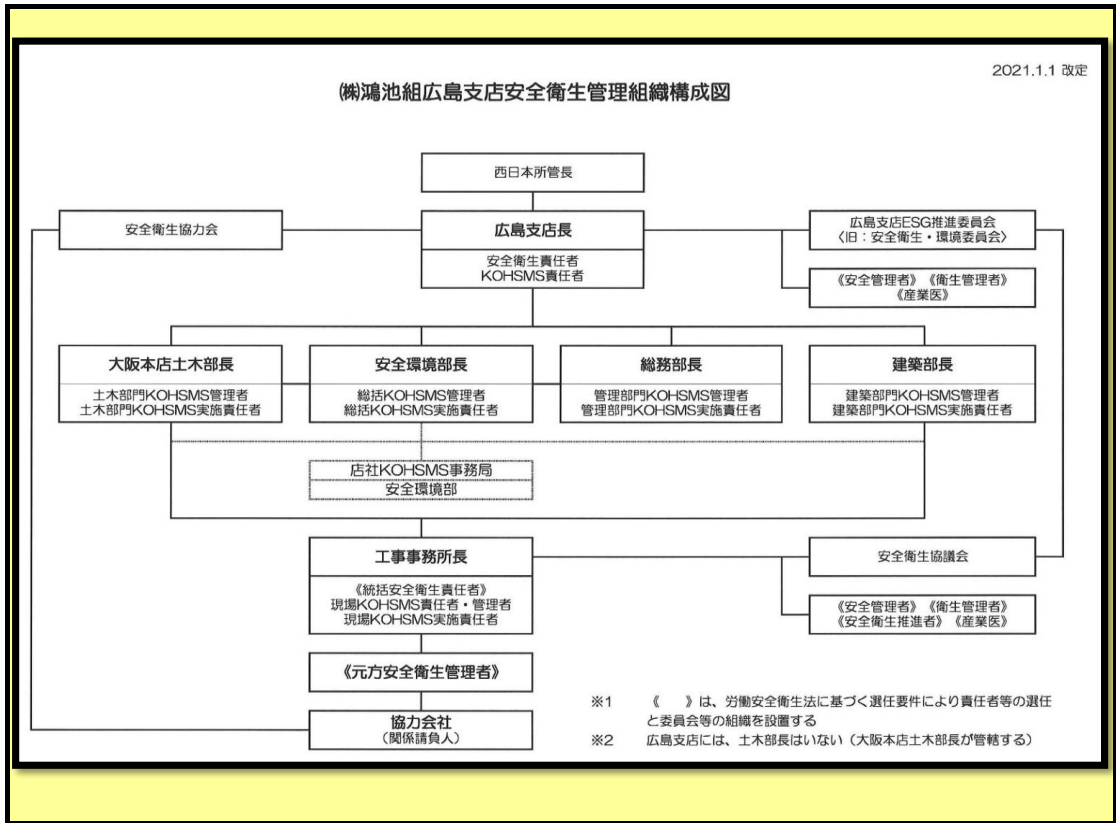 2021.1.1 改定
㈱鴻池組広島支店安全衛生管理組織構成図
西日本所管長
安全衛生協力会
広島支店長
安全衛生責任者
KOHSMS責任者
広島支店ESG推進委員会
〈旧：安全衛生・環境委員会〉
《安全管理者》《衛生管理者》
《産業医》
大阪本店土木部長
土木部門KOHSMS管理者
土木部門KOHSMS実施責任者
安全環境部長
総括KOHSMS管理者
総括KOHSMS実施責任者
総務部長
管理部門KOHSMS管理者
管理部門KOHSMS実施責任者
建築部長
建築部門KOHSMS管理者
建築部門KOHSMS実施責任者
店社KOHSMS事務局
安全環境部
工事事務所長
《統括安全衛生責任者》
現場KOHSMS責任者・管理者
現場KOHSMS実施責任者
安全衛生協議会
《安全管理者》《衛生管理者》
《安全衛生推進者》《産業医》
《元方安全衛生管理者》
協力会社
（関係請負人）
※1 《　》は、労働安全衛生法に基づく選任要件により責任者等の選任
と委員会等の組織を設置する
※2 広島支店には、土木部長はいない（大阪本店土木部長が管轄する）